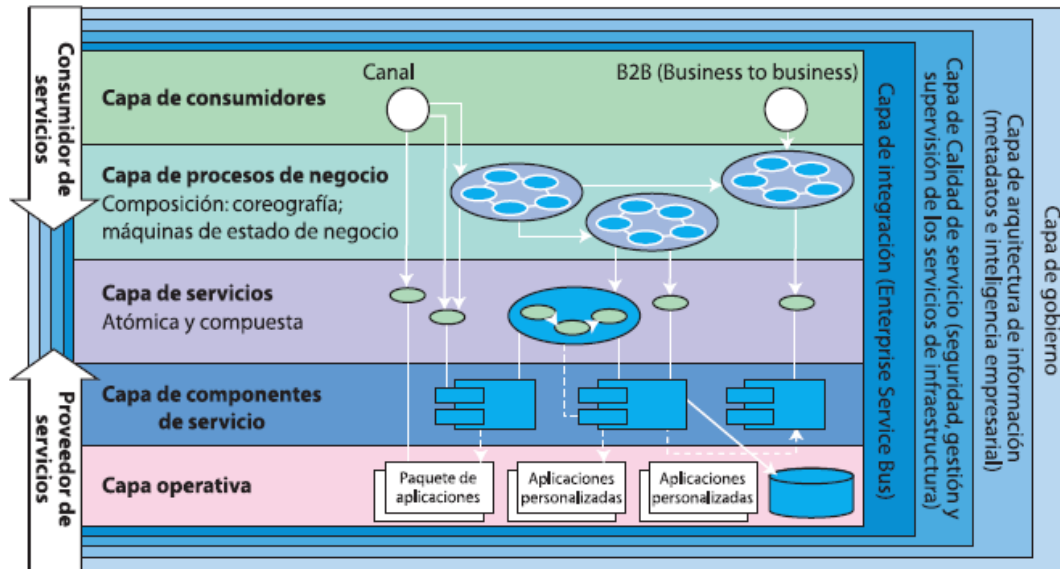 Consumidor de
servicios
Proveedor de
servicios
Canal
B2B (Business to business)
Capa de consumidores
Capa de procesos de negocio
Composición: coreografía;
máquinas de estado de negocio
Capa de servicios
Atómica y compuesta
Capa de componentes
de servicio
Capa operativa
Paquete de
aplicaciones
Aplicaciones
personalizadas
Aplicaciones
personalizadas
Capa de integración (Enterprise Service Bus)
Capa de Calidad de servicio (seguridad, gestión y
supervisión de los servicios de infraestructura)
Capa de arquitectura de información
(metadatos e inteligencia empresarial)
Capa de gobierno